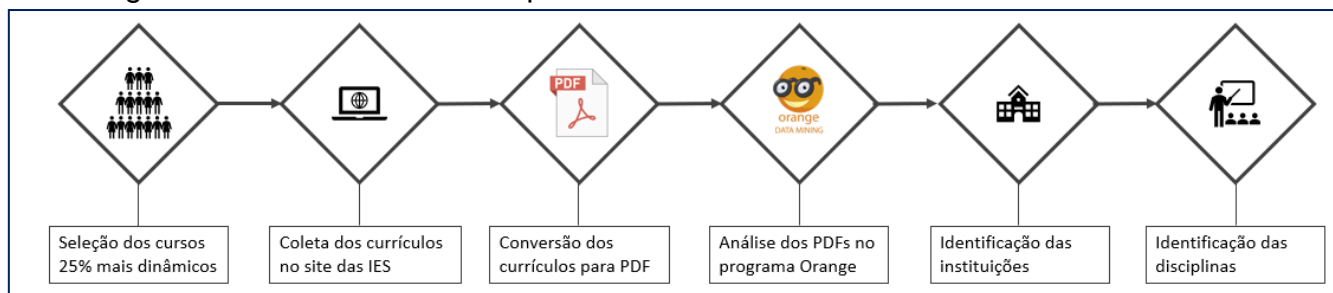 PDF
orange
DATA MINING
Seleção dos cursos
25% mais dinâmicos
Coleta dos currículos
no site das IES
Conversão dos
currículos para PDF
Análise dos PDFs no
programa Orange
Identificação das
instituições
Identificação das
disciplinas